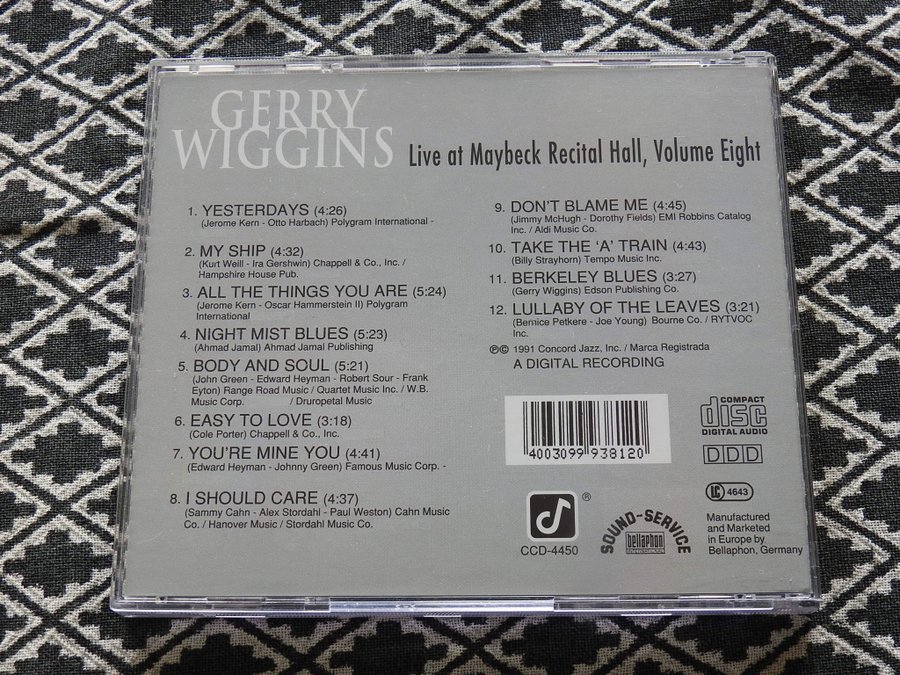 GERRY
WIGGINS
Live at Maybeck Recital Hall, Volume Eight
1. YESTERDAYS (4:26)
(Jerome Kern - Otto Harbach) Polygram International -
2. MY SHIP (4:32)
(Kurt Weill - Ira Gershwin) Chappell & Co., Inc. /
Hampshire House Pub.
3. ALL THE THINGS YOU ARE (5:24)
(Jerome Kern - Oscar Hammerstein II) Polygram
International
4. NIGHT MIST BLUES (5:23)
(Ahmad Jamal) Ahmad Jamal Publishing
5. BODY AND SOUL (5:21)
(John Green - Edward Heyman - Robert Sour - Frank
Eyton) Range Road Music / Quartet Music Inc. / W.B.
Music Corp. / Druropetal Music
6. EASY TO LOVE (3:18)
(Cole Porter) Chappell & Co., Inc.
7. YOU'RE MINE YOU (4:41)
(Edward Heyman - Johnny Green) Famous Music Corp. -
8. I SHOULD CARE (4:37)
(Sammy Cahn - Alex Stordahl - Paul Weston) Cahn Music
Co. / Hanover Music / Stordahl Music Co.
9. DON'T BLAME ME (4:45)
(Jimmy McHugh - Dorothy Fields) EMI Robbins Catalog
Inc. / Aldi Music Co.
10. TAKE THE 'A' TRAIN (4:43)
(Billy Strayhorn) Tempo Music Inc.
11. BERKELEY BLUES (3:27)
(Gerry Wiggins) Edson Publishing Co.
12. LULLABY OF THE LEAVES (3:21)
(Bernice Petkere - Joe Young) Bourne Co. / RYTVOC
Inc.
℗© 1991 Concord Jazz, Inc. / Marca Registrada
A DIGITAL RECORDING
4003099 938120
COMPACT
disc
DIGITAL AUDIO
DDD
LC 4643
®
CCD-4450
SOUND-SERVICE
bellaphon
Manufactured
and Marketed
in Europe by
Bellaphon, Germany